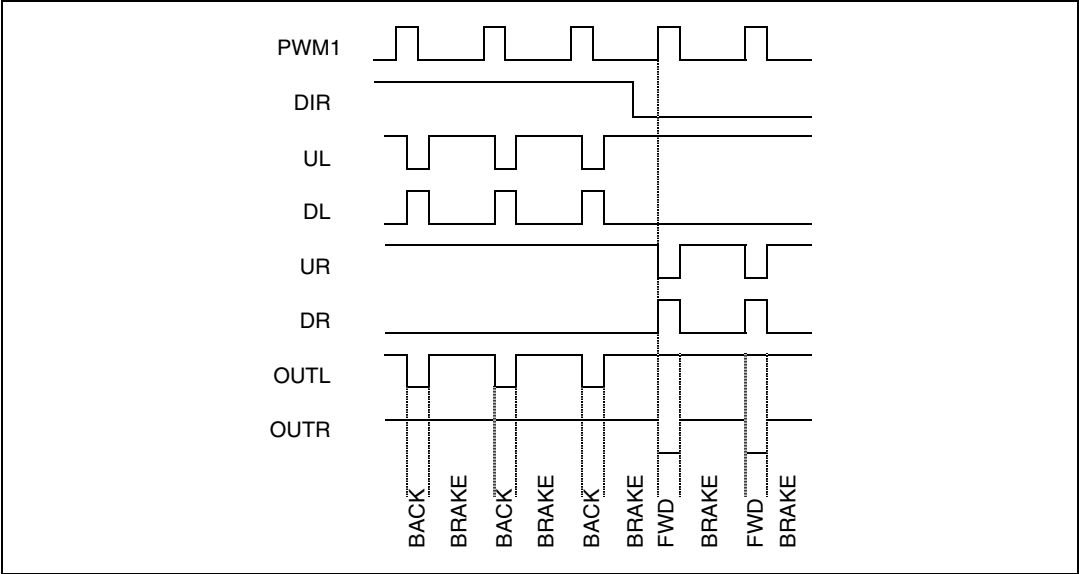 PWM1
DIR
UL
DL
UR
DR
OUTL
OUTR
BACK
BRAKE
BACK
BRAKE
BACK
BRAKE
FWD
BRAKE
FWD
BRAKE